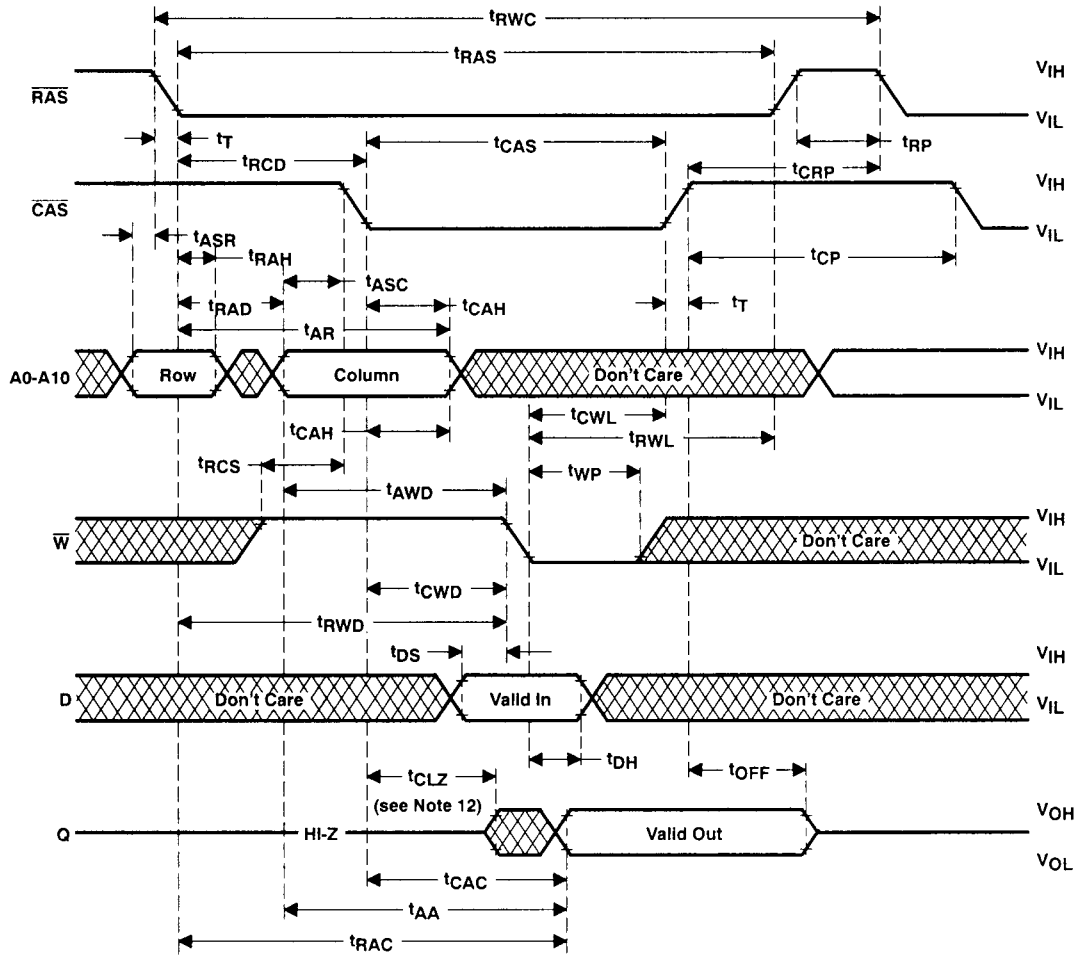 tRWC
tRAS
RAS
VIH
VIL
tT
tRCD
tCAS
tRP
tCRP
CAS
VIH
VIL
tASR
tRAH
tASC
tCP
tRAD
tCAH
tT
tAR
A0-A10
Row
Column
Don't Care
VIH
VIL
tCAH
tCWL
tRWL
tRCS
tWP
tAWD
W
Don't Care
VIH
VIL
tCWD
tRWD
tDS
D
Don't Care
Valid In
Don't Care
VIH
VIL
tDH
tCLZ
(see Note 12)
tOFF
Q
HI-Z
Valid Out
VOH
VOL
tCAC
tAA
tRAC